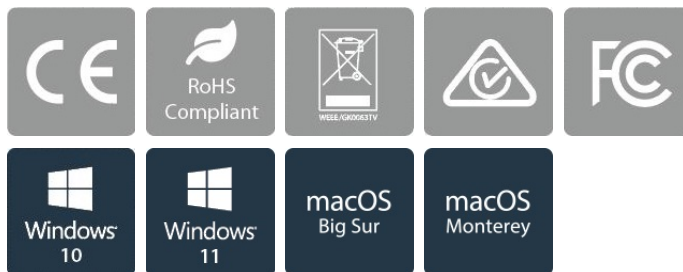 CE
RoHS
Compliant
WEEE/GK0063TV
FC
Windows
10
Windows
11
macOS
Big Sur
macOS
Monterey